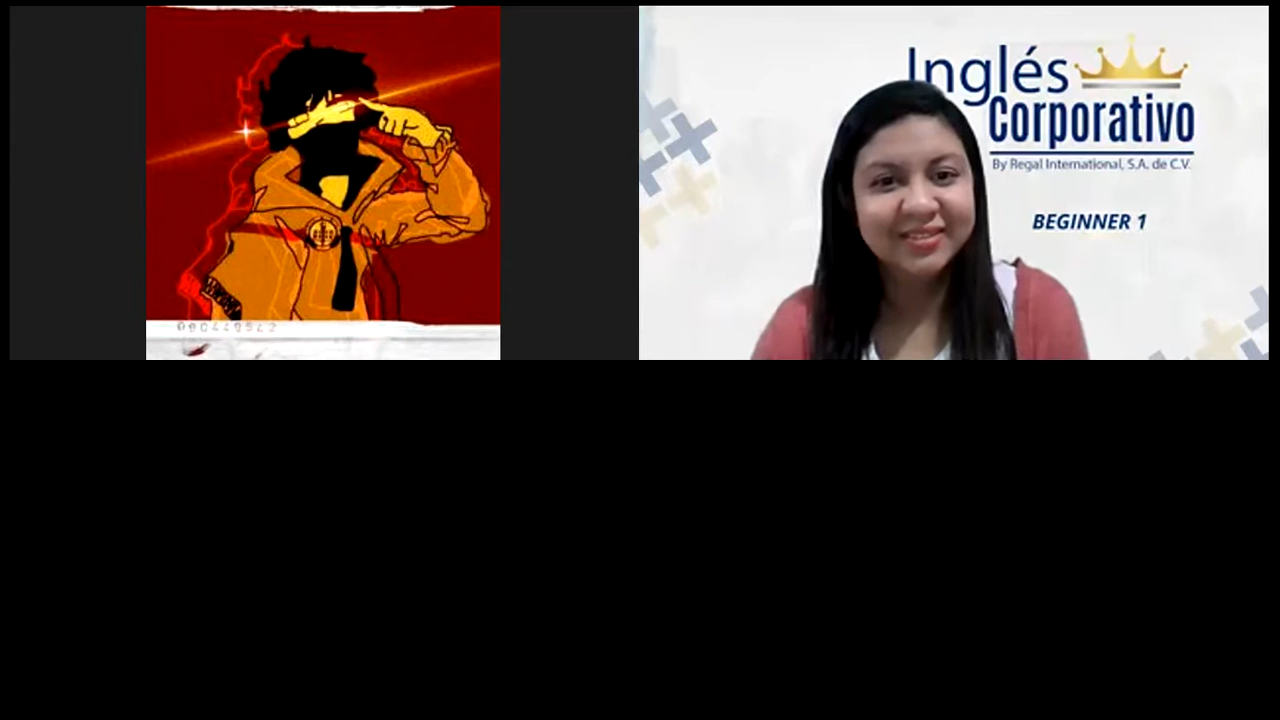 Inglés
Corporativo
By Regal International, S.A. de C.V.
BEGINNER 1